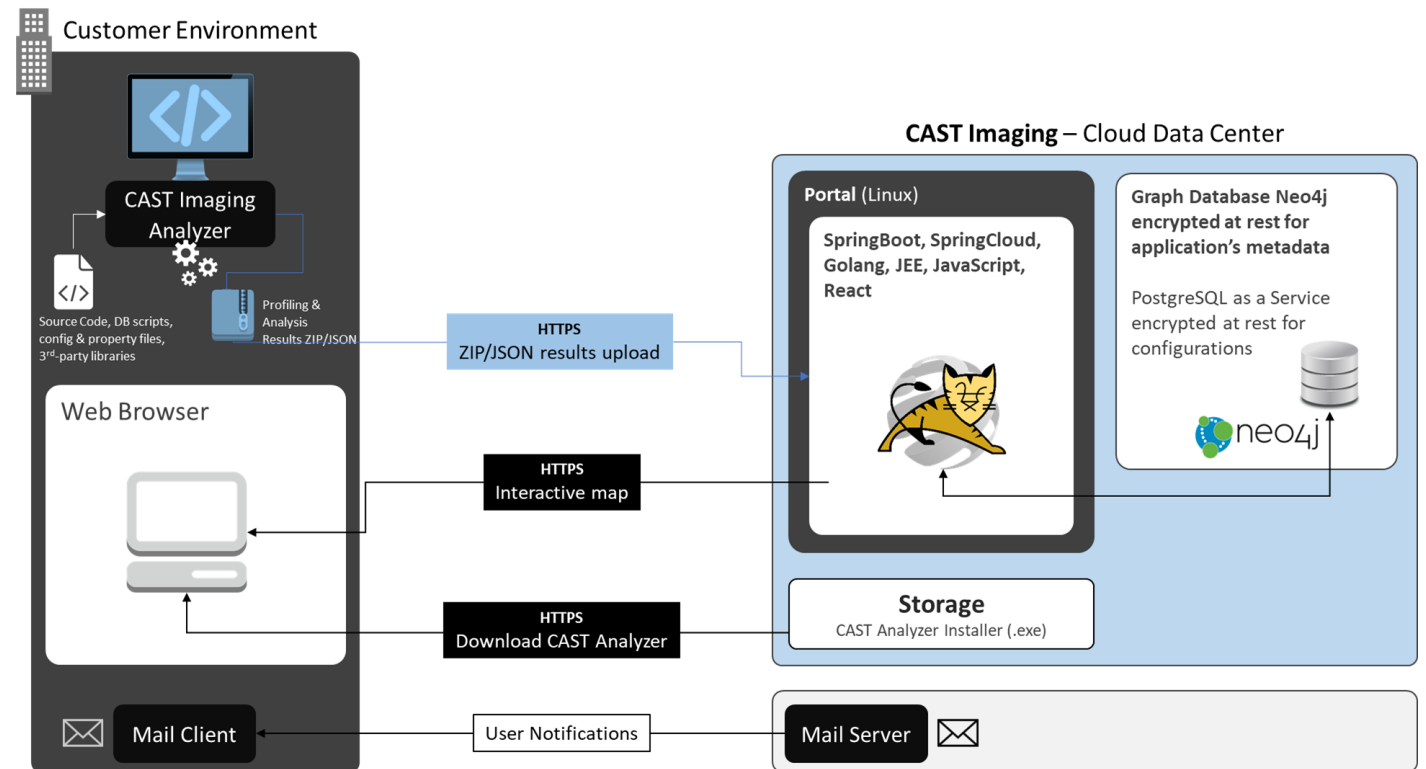 Customer Environment
</>
CAST Imaging
Analyzer
</>
Source Code, DB scripts,
config & property files,
3rd-party libraries
Profiling &
Analysis
Results ZIP/JSON
Web Browser
Mail Client
HTTPS
ZIP/JSON results upload
HTTPS
Interactive map
HTTPS
Download CAST Analyzer
User Notifications
CAST Imaging – Cloud Data Center
Portal (Linux)
SpringBoot, SpringCloud,
Golang, JEE, JavaScript,
React
Graph Database Neo4j
encrypted at rest for
application’s metadata
PostgreSQL as a Service
encrypted at rest for
configurations
neo4j
Storage
CAST Analyzer Installer (.exe)
Mail Server